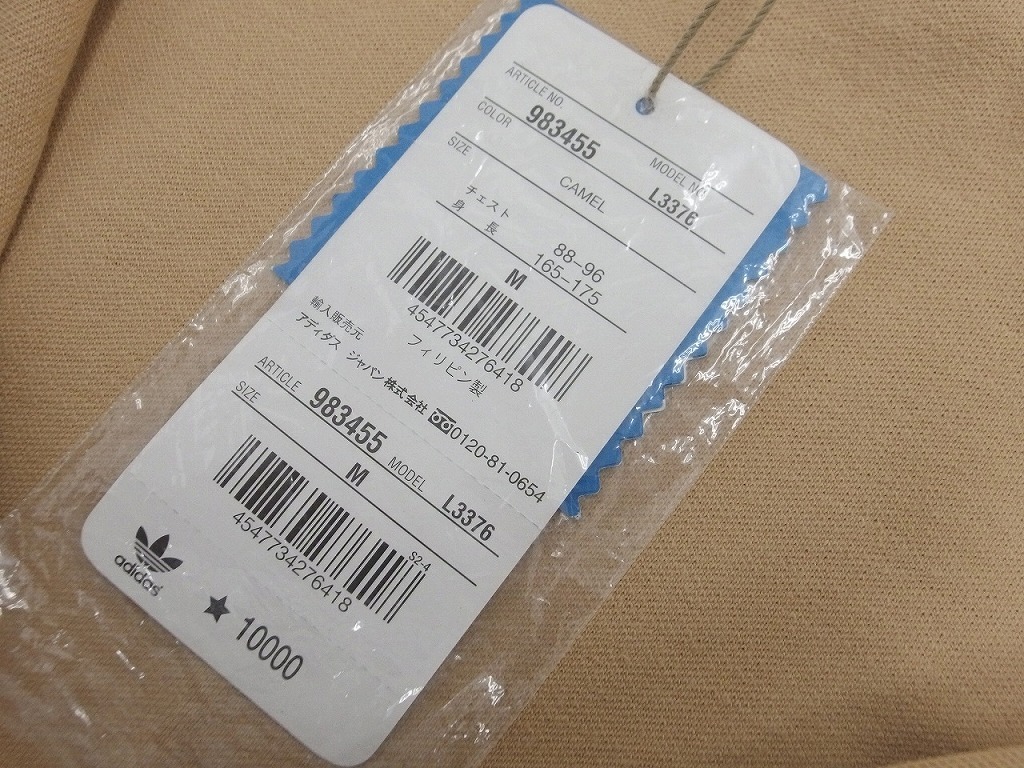 ARTICLE NO. 983455 MODEL NO. L3376
COLOR CAMEL
SIZE
チェスト 88-96
身 長 165-175
M
4547734276418
フィリピン製
輸入販売元
アディダス ジャパン株式会社 0120-81-0654
ARTICLE 983455 MODEL L3376
SIZE M
S2-4
4547734276418
adidas
★ 10000